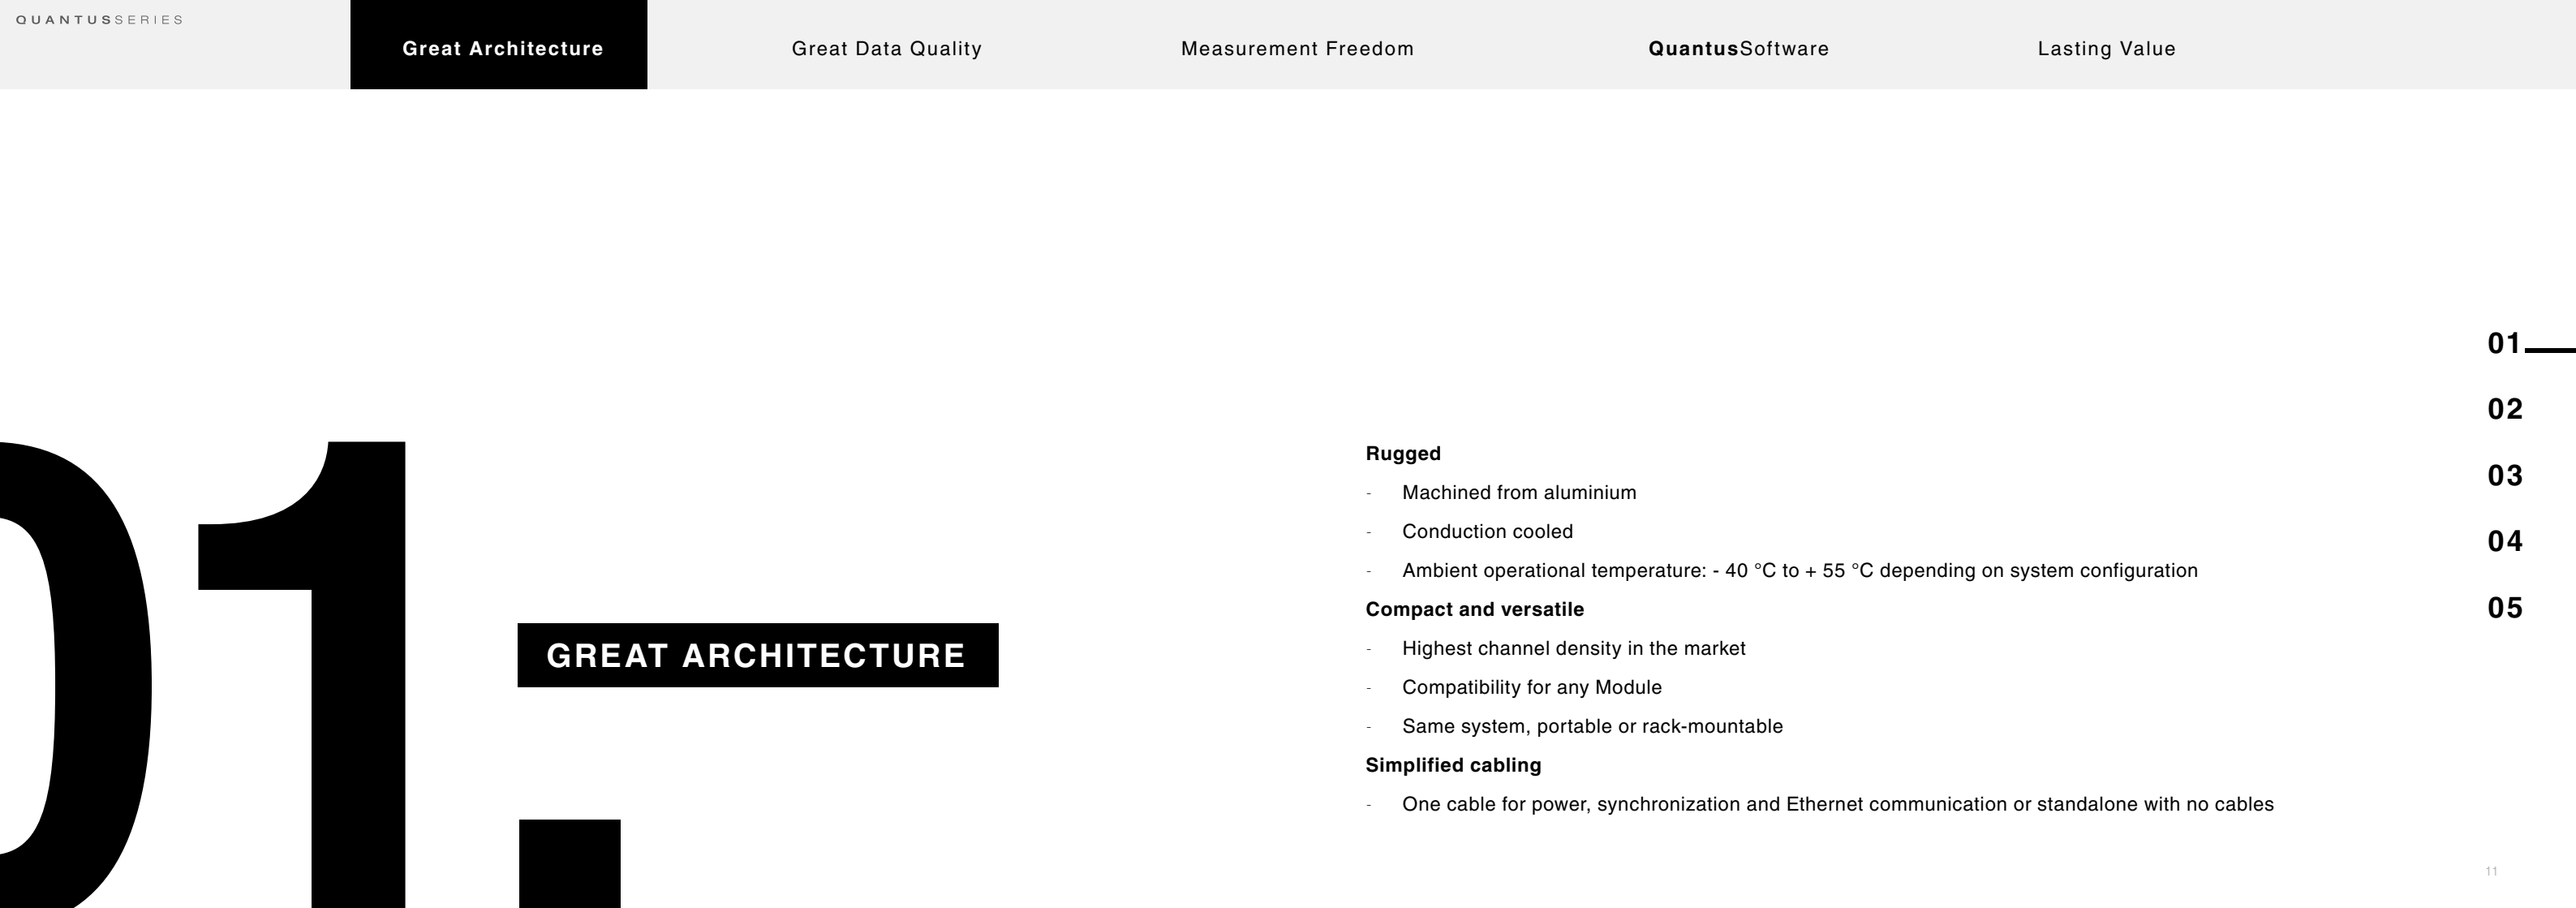 QUANTUSSERIES
Great Architecture
Great Data Quality
Measurement Freedom
QuantusSoftware
Lasting Value
01.
GREAT ARCHITECTURE
Rugged
- Machined from aluminium
- Conduction cooled
- Ambient operational temperature: - 40 °C to + 55 °C depending on system configuration
Compact and versatile
- Highest channel density in the market
- Compatibility for any Module
- Same system, portable or rack-mountable
Simplified cabling
- One cable for power, synchronization and Ethernet communication or standalone with no cables
01
02
03
04
05
11